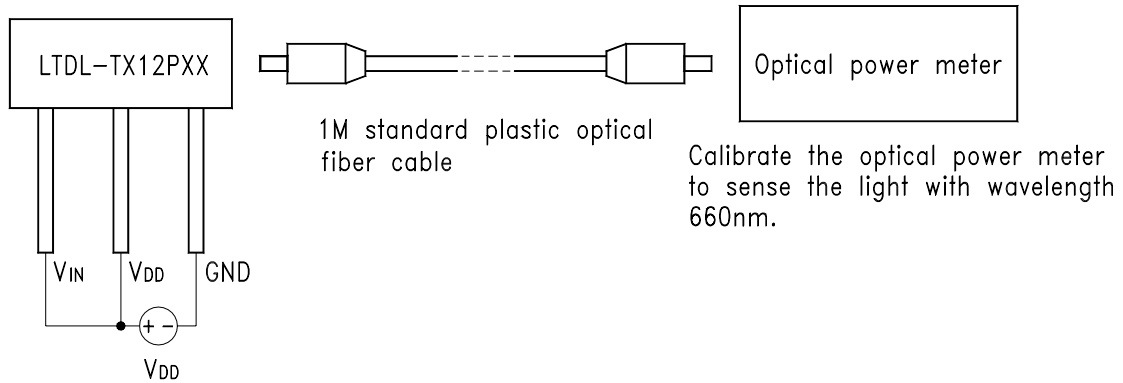 LTDL-TX12PXX
Optical power meter
1M standard plastic optical
fiber cable
Calibrate the optical power meter
to sense the light with wavelength
660nm.
VIN VDD GND
+ -
VDD